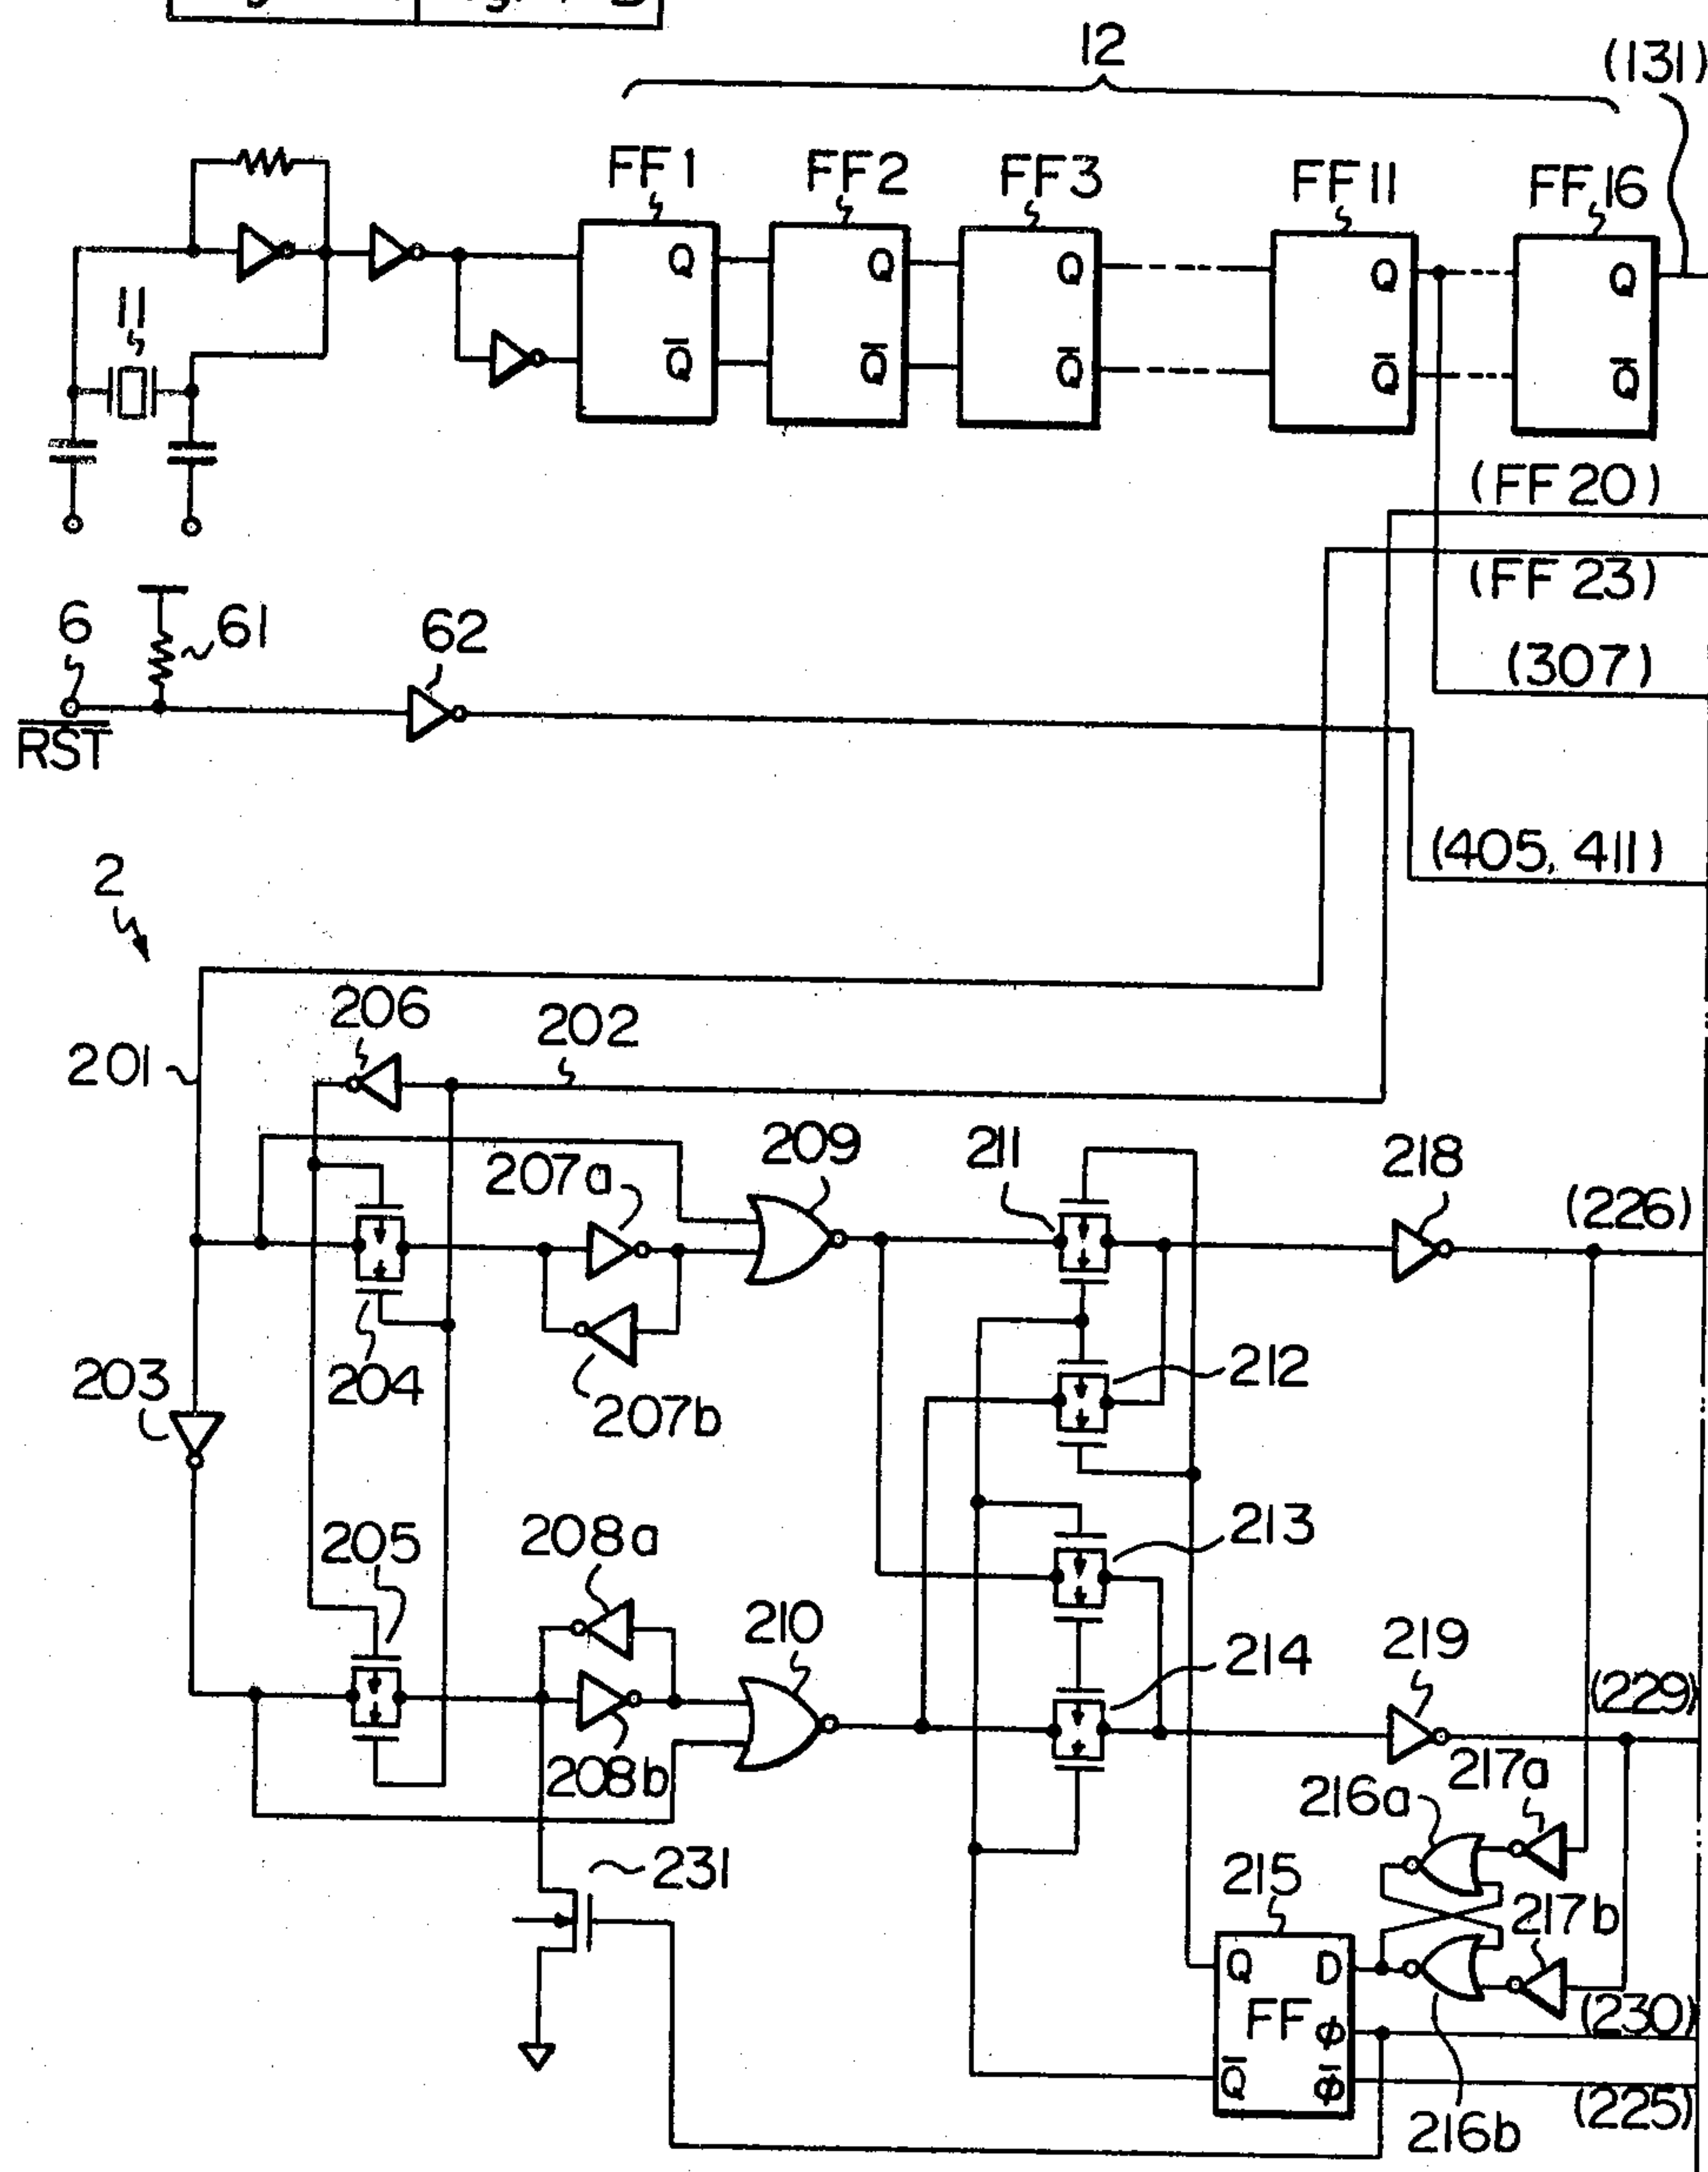 12
(131)
FF1
FF2
FF3
FF11
FF16
Q
Q
Q
Q
Q
11
Q̅
Q̅
Q̅
Q̅
Q̅
(FF20)
(FF23)
6
61
62
(307)
R̅S̅T̅
2
(405, 411)
206
202
201
209
211
218
207a
(226)
203
204
212
207b
205
208a
213
210
219
214
(229)
208b
217a
216a
231
215
217b
Q
D
FF
ϕ
(230)
Q̅
ϕ̅
(225)
216b